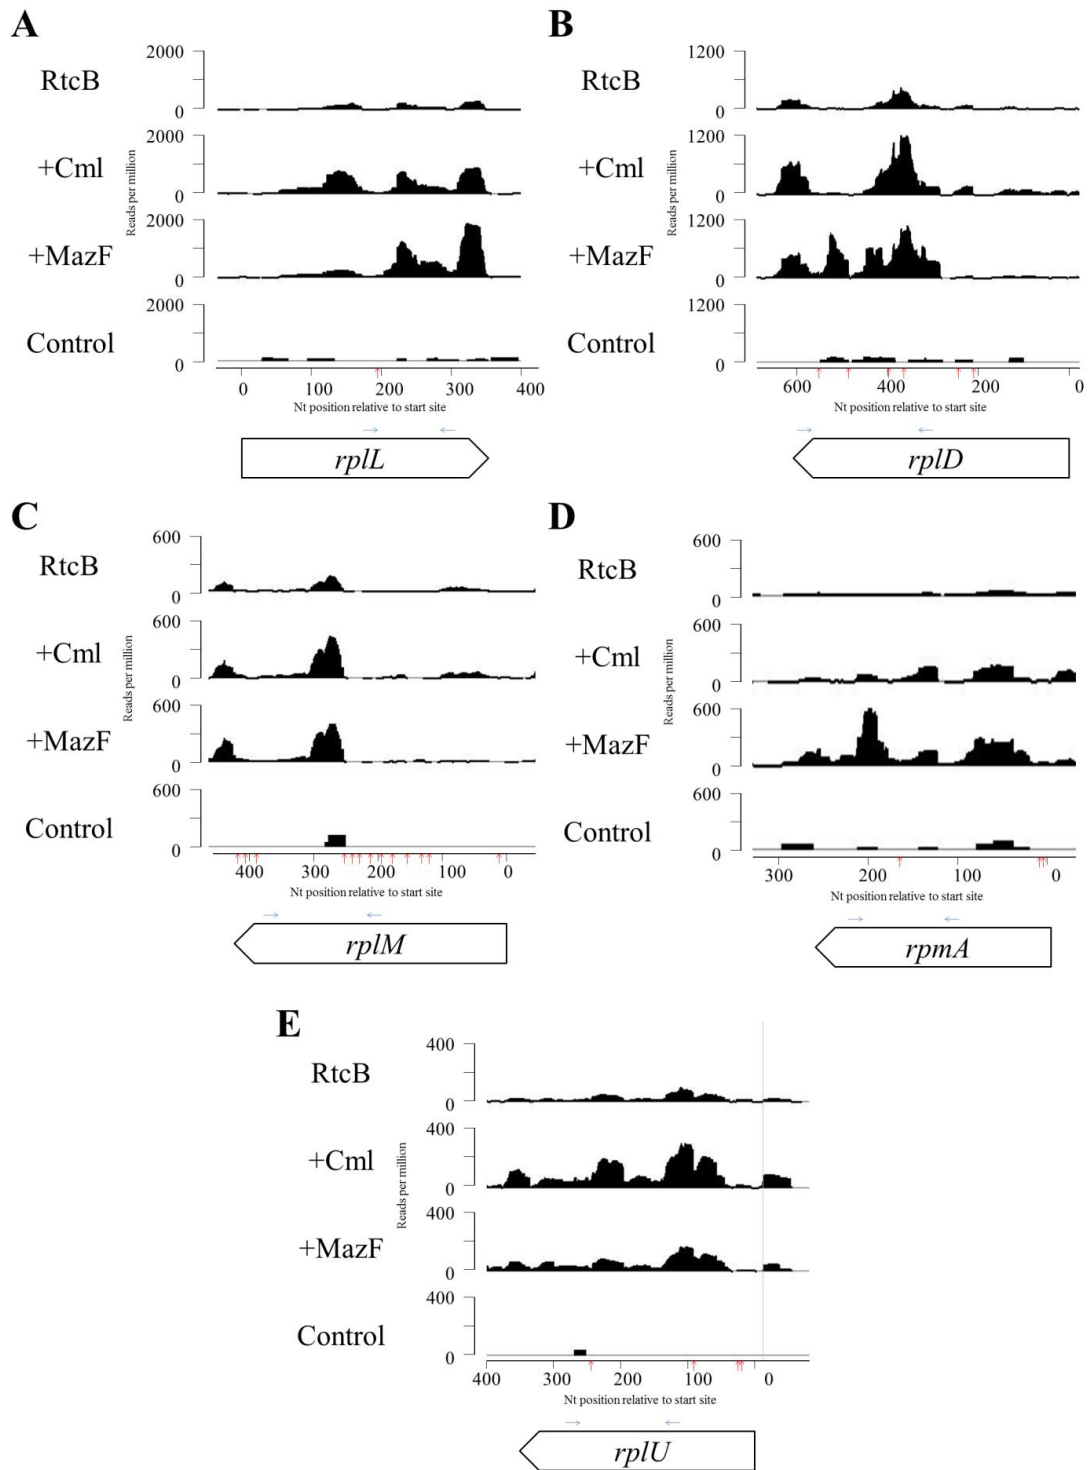 A
RtcB
2000
0
+Cml
2000
0
+MazF
2000
0
Control
2000
0
Reads per million
0 100 200 300 400
Nt position relative to start site
rplL
B
RtcB
1200
0
+Cml
1200
0
+MazF
1200
0
Control
1200
0
Reads per million
600 400 200 0
Nt position relative to start site
rplD
C
RtcB
600
0
+Cml
600
0
+MazF
600
0
Control
600
0
Reads per million
400 300 200 100 0
Nt position relative to start site
rplM
D
RtcB
600
0
+Cml
600
0
+MazF
600
0
Control
600
0
Reads per million
300 200 100 0
Nt position relative to start site
rpmA
E
RtcB
400
0
+Cml
400
0
+MazF
400
0
Control
400
0
Reads per million
400 300 200 100 0
Nt position relative to start site
rplU